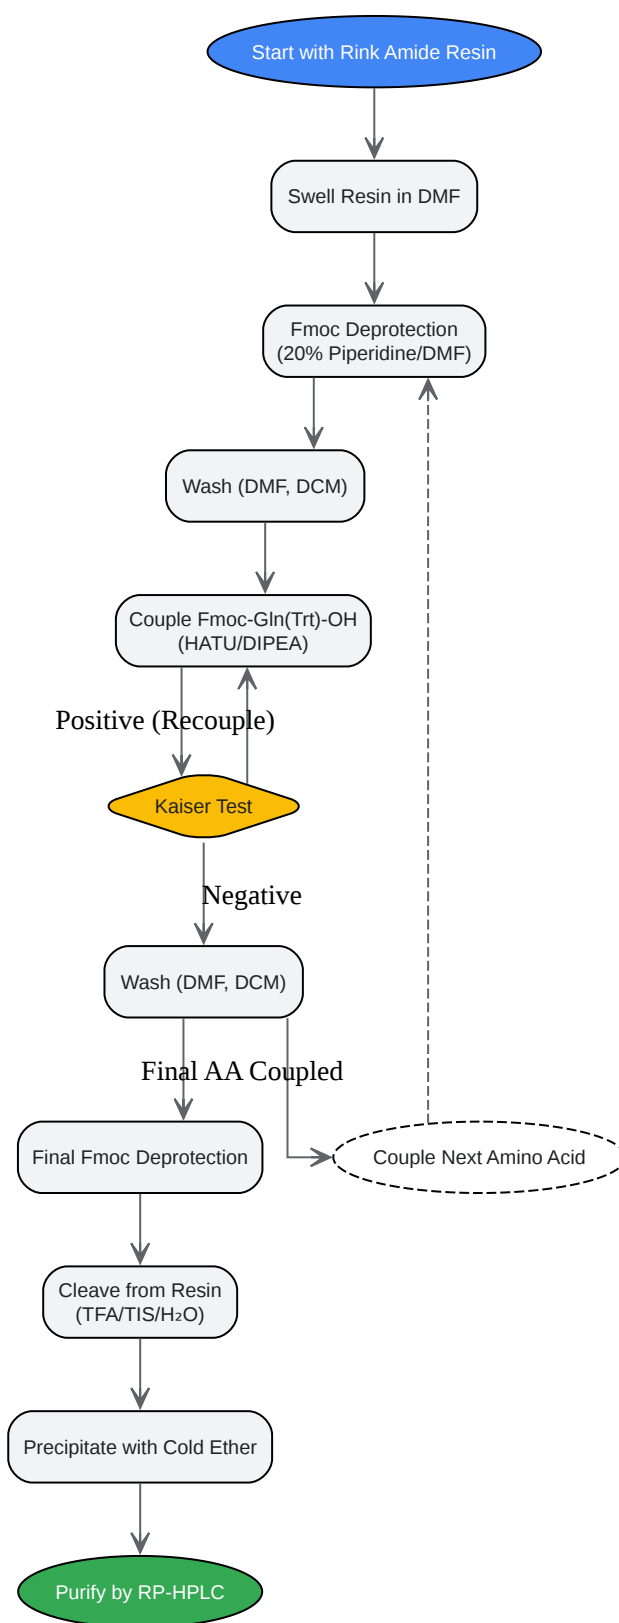 Start with Rink Amide Resin
Swell Resin in DMF
Fmoc Deprotection
(20% Piperidine/DMF)
Wash (DMF, DCM)
Couple Fmoc-Gln(Trt)-OH
(HATU/DIPEA)
Positive (Recouple)
Kaiser Test
Negative
Wash (DMF, DCM)
Final AA Coupled
Final Fmoc Deprotection
Couple Next Amino Acid
Cleave from Resin
(TFA/TIS/H₂O)
Precipitate with Cold Ether
Purify by RP-HPLC